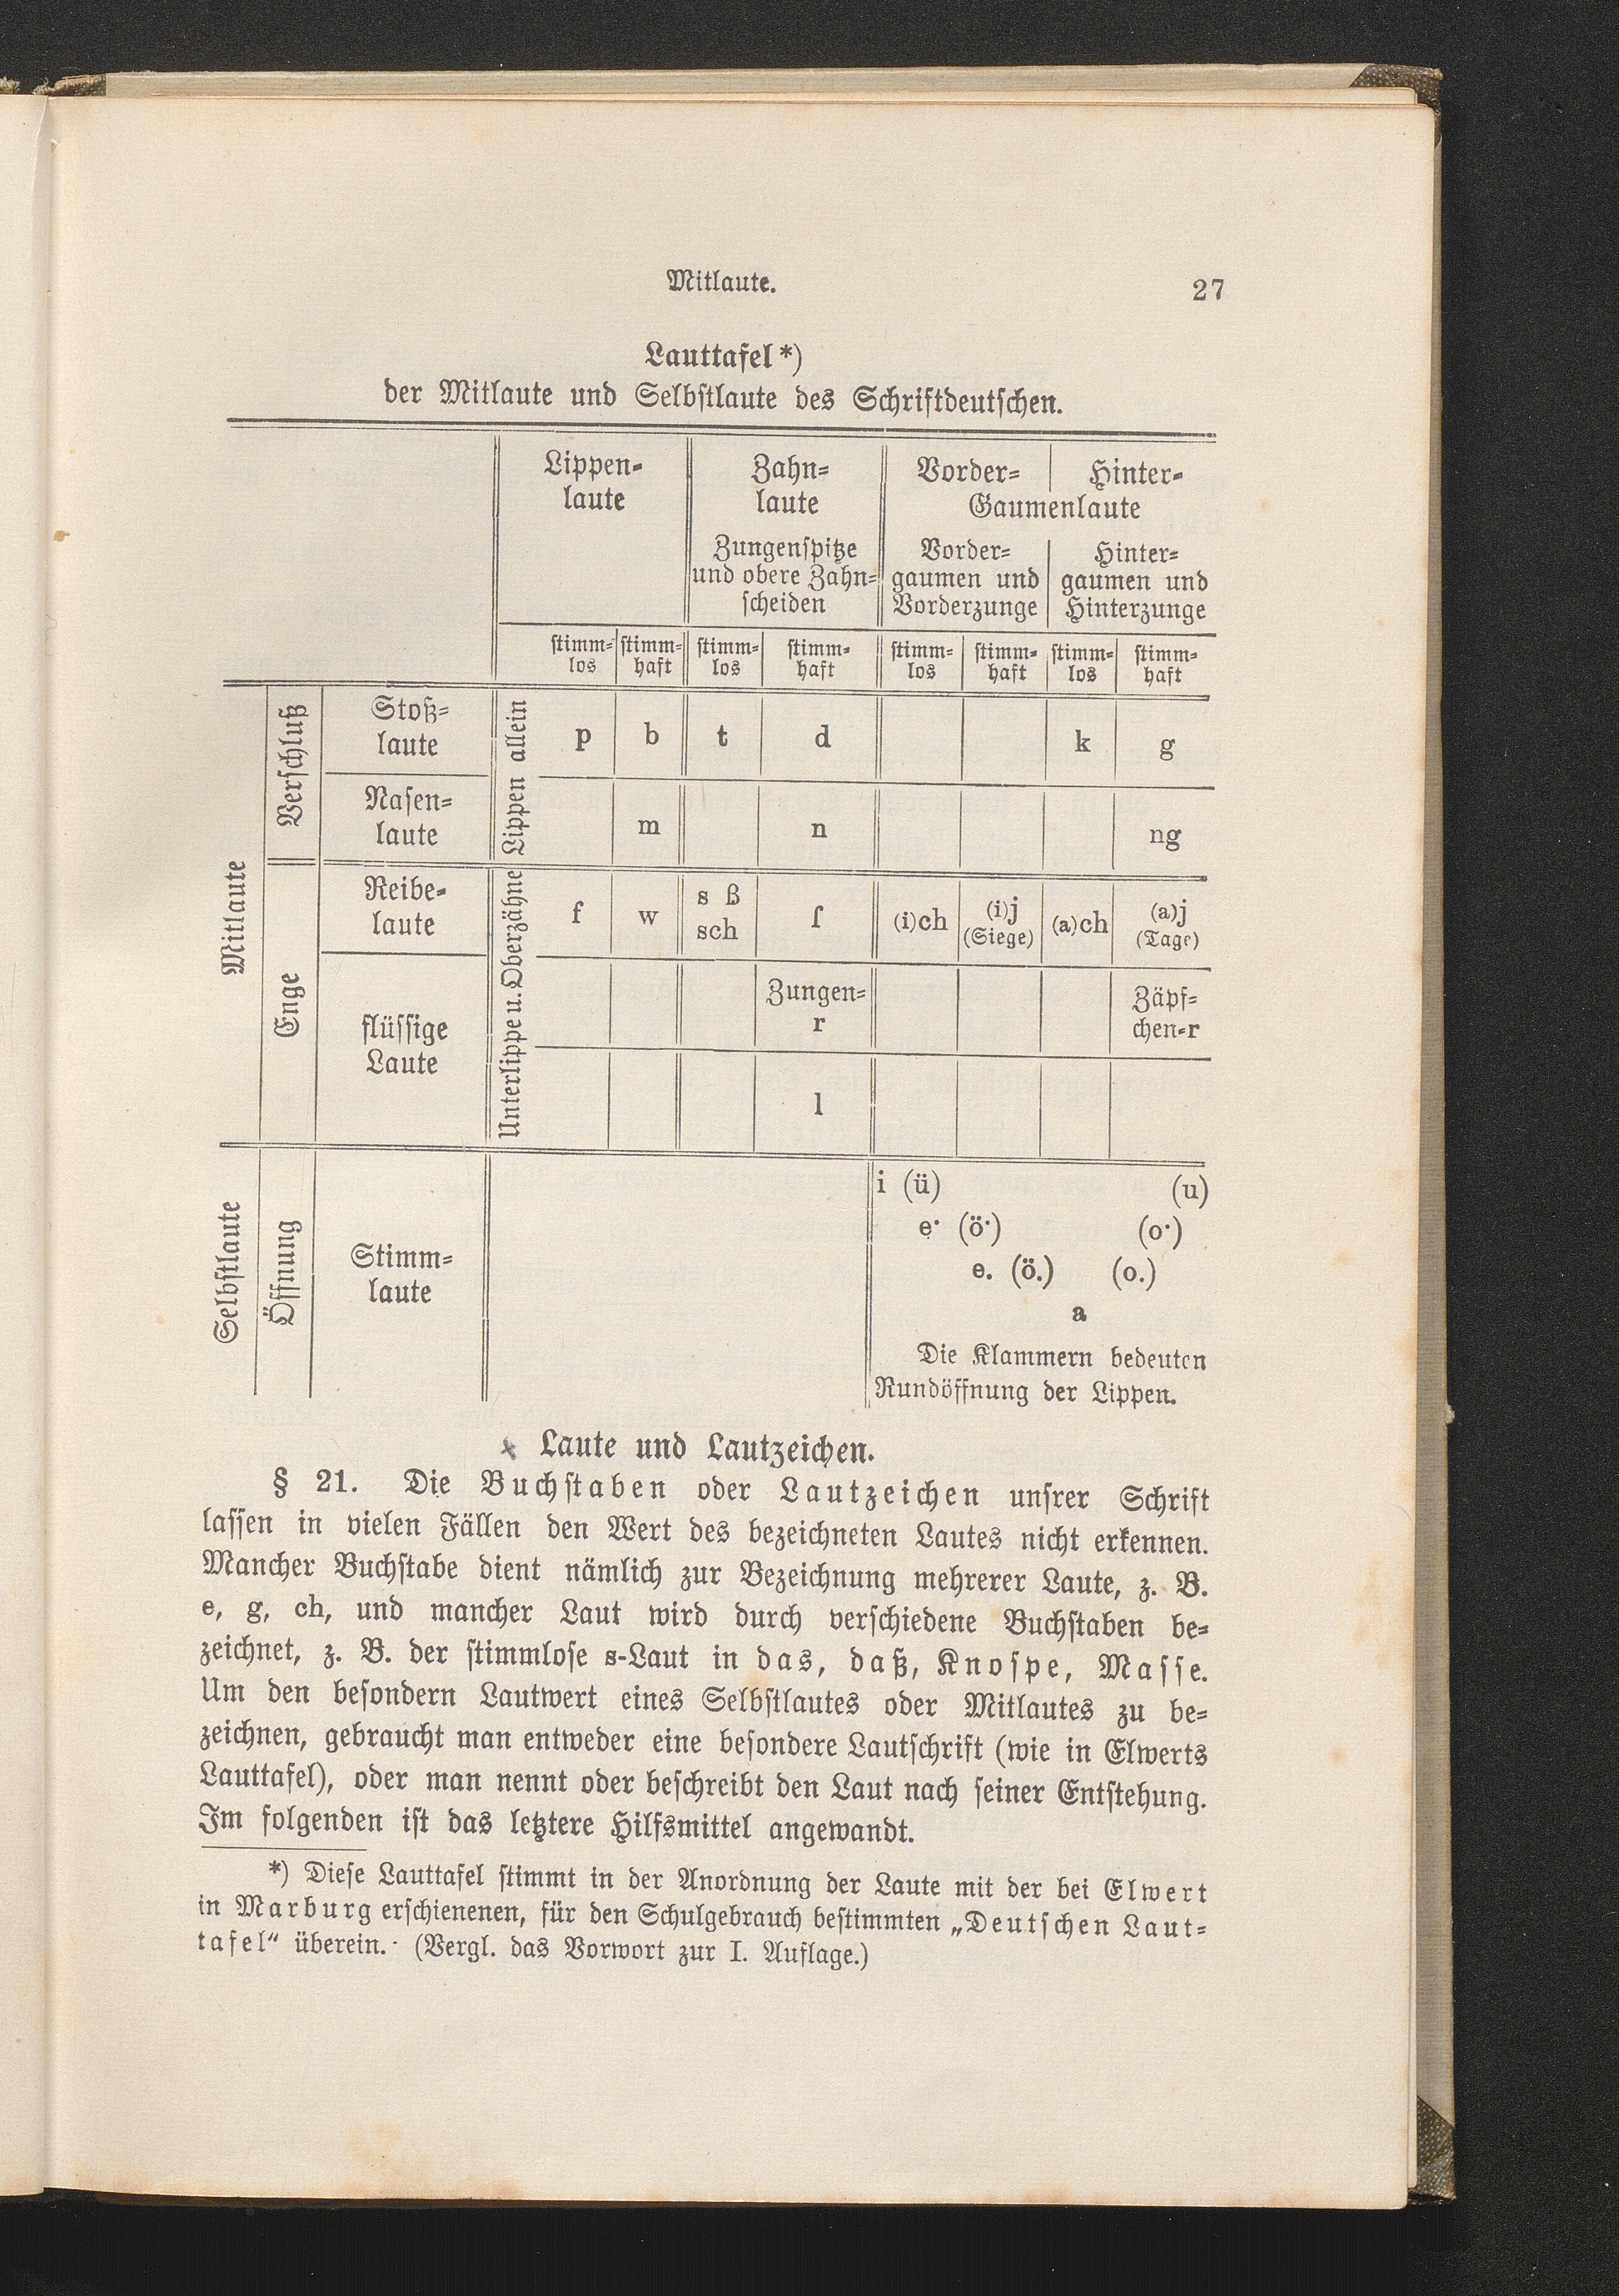 Mitlaute.
27
Lauttafel *)
der Mitlaute und Selbſtlaute des Schriftdeutſchen.
Lippen-
laute
Zahn-
laute
Vorder-
Hinter-
Gaumenlaute
Zungenſpitze
und obere Zahn-
ſcheiden
Vorder-
gaumen und
Vorderzunge
Hinter-
gaumen und
Hinterzunge
ſtimm-
los
ſtimm-
haft
ſtimm-
los
ſtimm-
haft
ſtimm-
los
ſtimm-
haft
ſtimm-
los
ſtimm-
haft
Mitlaute
Verſchluß
Stoß-
laute
Lippen allein
p
b
t
d
k
g
Naſen-
laute
m
n
ng
Enge
Reibe-
laute
Unterlippe u. Oberzähne
f
w
s ß
sch
ſ
(i)ch
(i)j
(Siege)
(a)ch
(a)j
(Tage)
flüſſige
Laute
Zungen-
r
Zäpf-
chen-r
l
Selbſtlaute
Öffnung
Stimm-
laute
i (ü) (u)
e· (ö·) (o·)
e. (ö.) (o.)
a
Die Klammern bedeuten
Rundöffnung der Lippen.
Laute und Lautzeichen.
§ 21. Die Buchſtaben oder Lautzeichen unſrer Schrift
laſſen in vielen Fällen den Wert des bezeichneten Lautes nicht erkennen.
Mancher Buchſtabe dient nämlich zur Bezeichnung mehrerer Laute, z. B.
e, g, ch, und mancher Laut wird durch verſchiedene Buchſtaben be-
zeichnet, z. B. der ſtimmloſe s-Laut in das, daß, Knoſpe, Maſſe.
Um den beſondern Lautwert eines Selbſtlautes oder Mitlautes zu be-
zeichnen, gebraucht man entweder eine beſondere Lautſchrift (wie in Elwerts
Lauttafel), oder man nennt oder beſchreibt den Laut nach ſeiner Entſtehung.
Im folgenden iſt das letztere Hilfsmittel angewandt.
*) Dieſe Lauttafel ſtimmt in der Anordnung der Laute mit der bei Elwert
in Marburg erſchienenen, für den Schulgebrauch beſtimmten „Deutſchen Laut-
tafel“ überein. (Vergl. das Vorwort zur I. Auflage.)